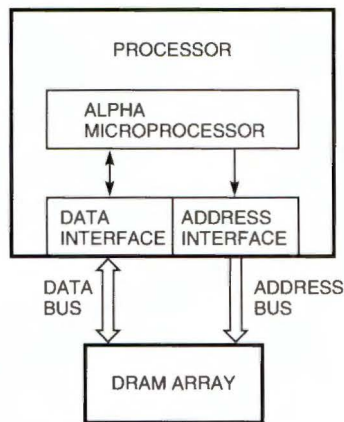 PROCESSOR
ALPHA
MICROPROCESSOR
DATA
INTERFACE
ADDRESS
INTERFACE
DATA
BUS
ADDRESS
BUS
DRAM ARRAY